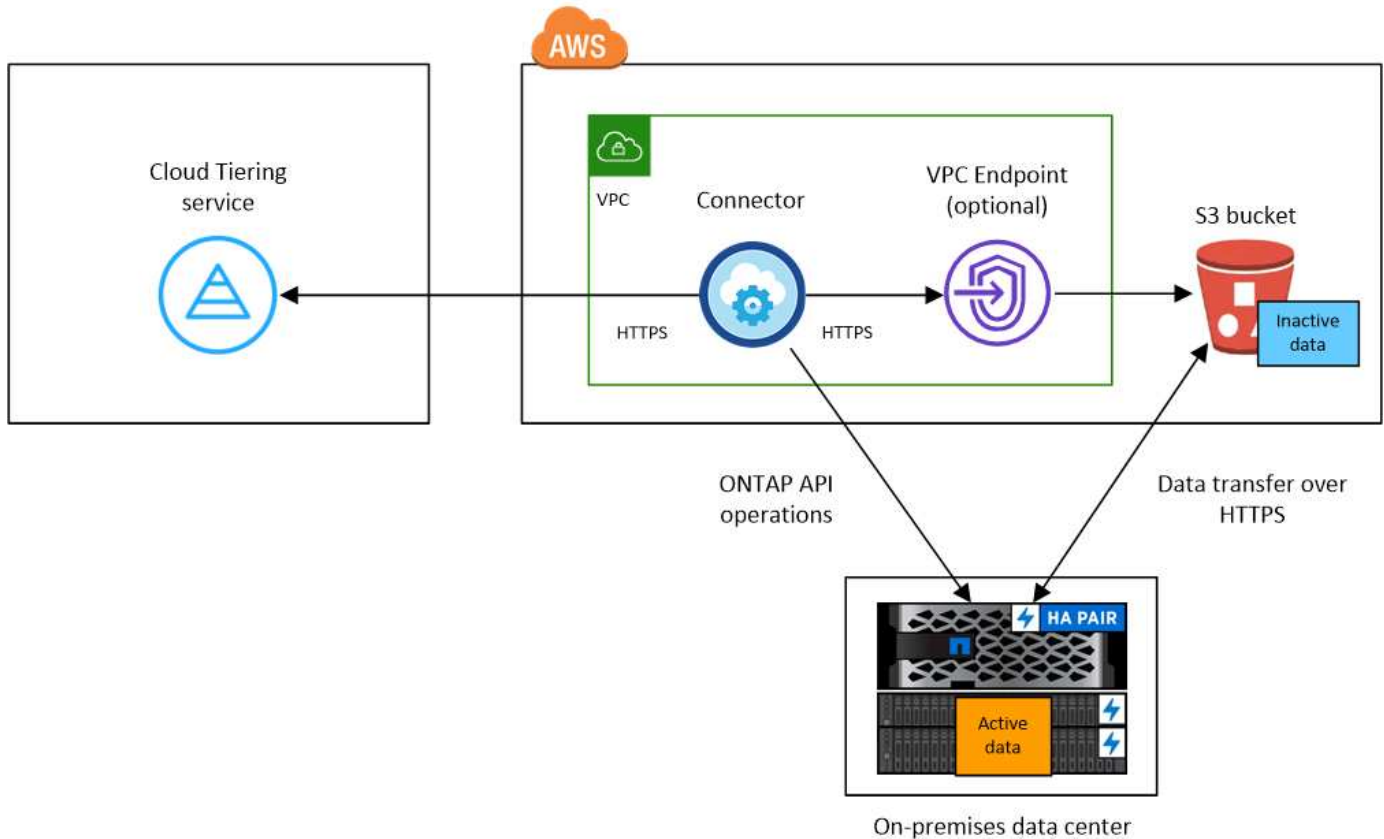 AWS
Cloud Tiering
service
VPC
Connector
VPC Endpoint
(optional)
S3 bucket
HTTPS
HTTPS
Inactive
data
ONTAP API
operations
Data transfer over
HTTPS
HA PAIR
Active
data
On-premises data center